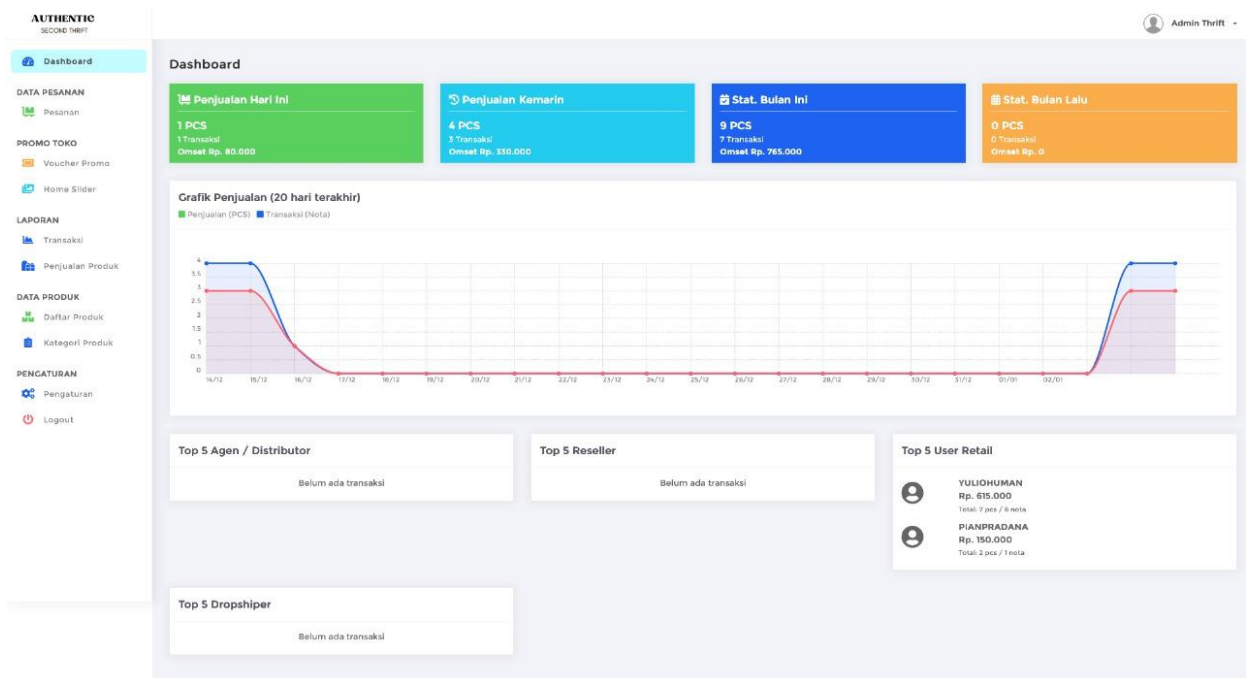 AUTHENTIC
SECOND THRIFT
Admin Thrift
Dashboard
DATA PESANAN
Pesanan
PROMO TOKO
Voucher Promo
Home Slider
LAPORAN
Transaksi
Penjualan Produk
DATA PRODUK
Daftar Produk
Kategori Produk
PENGATURAN
Pengaturan
Logout
Dashboard
Penjualan Hari Ini
1 PCS
1 Transaksi
Omset Rp. 80.000
Penjualan Kemarin
4 PCS
3 Transaksi
Omset Rp. 330.000
Stat. Bulan Ini
9 PCS
7 Transaksi
Omset Rp. 765.000
Stat. Bulan Lalu
0 PCS
0 Transaksi
Omset Rp. 0
Grafik Penjualan (20 hari terakhir)
Penjualan (PCS) Transaksi (Nota)
4
3.5
3
2.5
2
1.5
1
0.5
0
14/12 15/12 16/12 17/12 18/12 19/12 20/12 21/12 22/12 23/12 24/12 25/12 26/12 27/12 28/12 29/12 30/12 31/12 01/01 02/01
Top 5 Agen / Distributor
Belum ada transaksi
Top 5 Reseller
Belum ada transaksi
Top 5 User Retail
YULIOHUMAN
Rp. 615.000
Total: 7 pcs / 6 nota
PIANPRADANA
Rp. 150.000
Total: 2 pcs / 1 nota
Top 5 Dropshiper
Belum ada transaksi